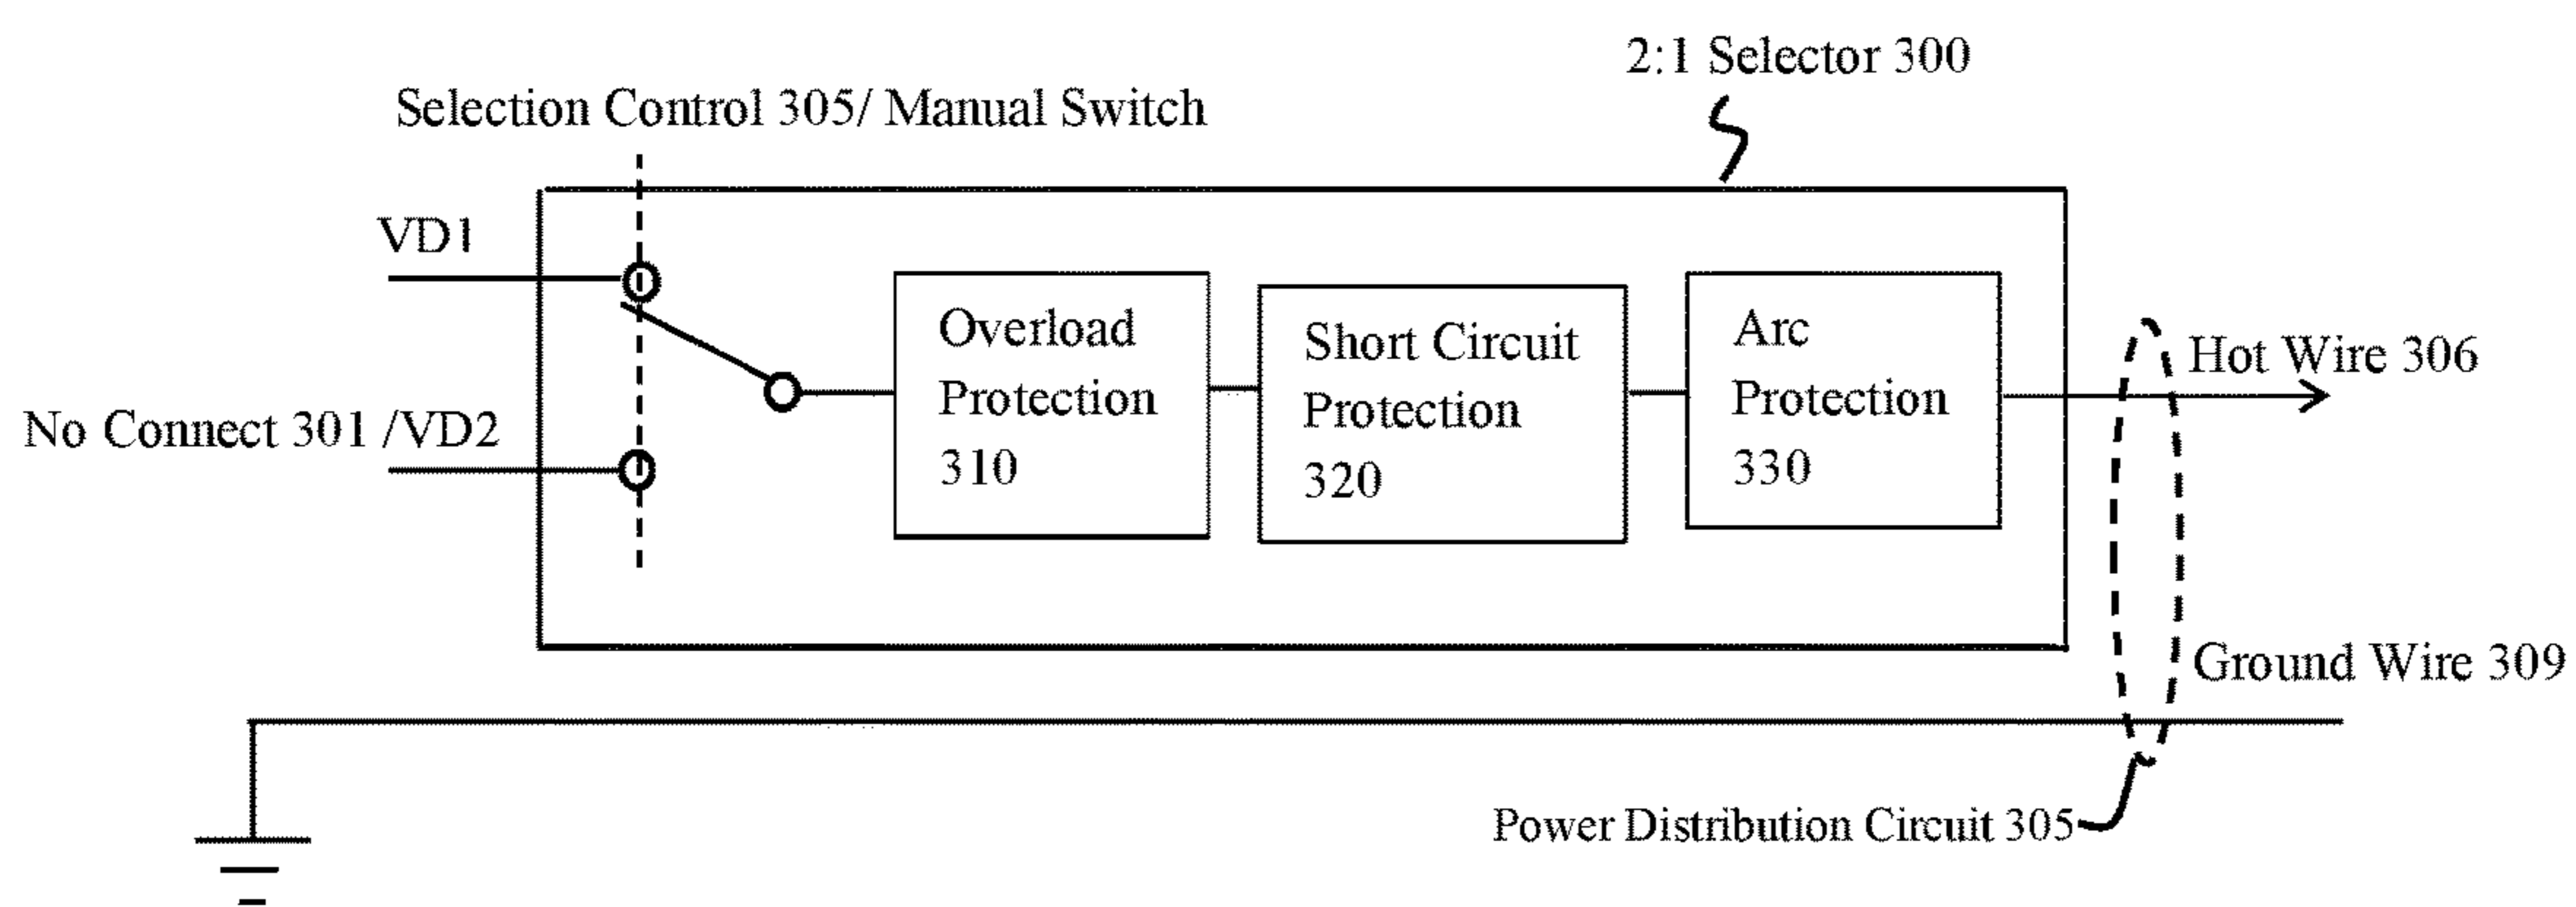 2:1 Selector 300
Selection Control 305/ Manual Switch
VD1
No Connect 301 /VD2
Overload
Protection
310
Short Circuit
Protection
320
Arc
Protection
330
Hot Wire 306
Ground Wire 309
Power Distribution Circuit 305